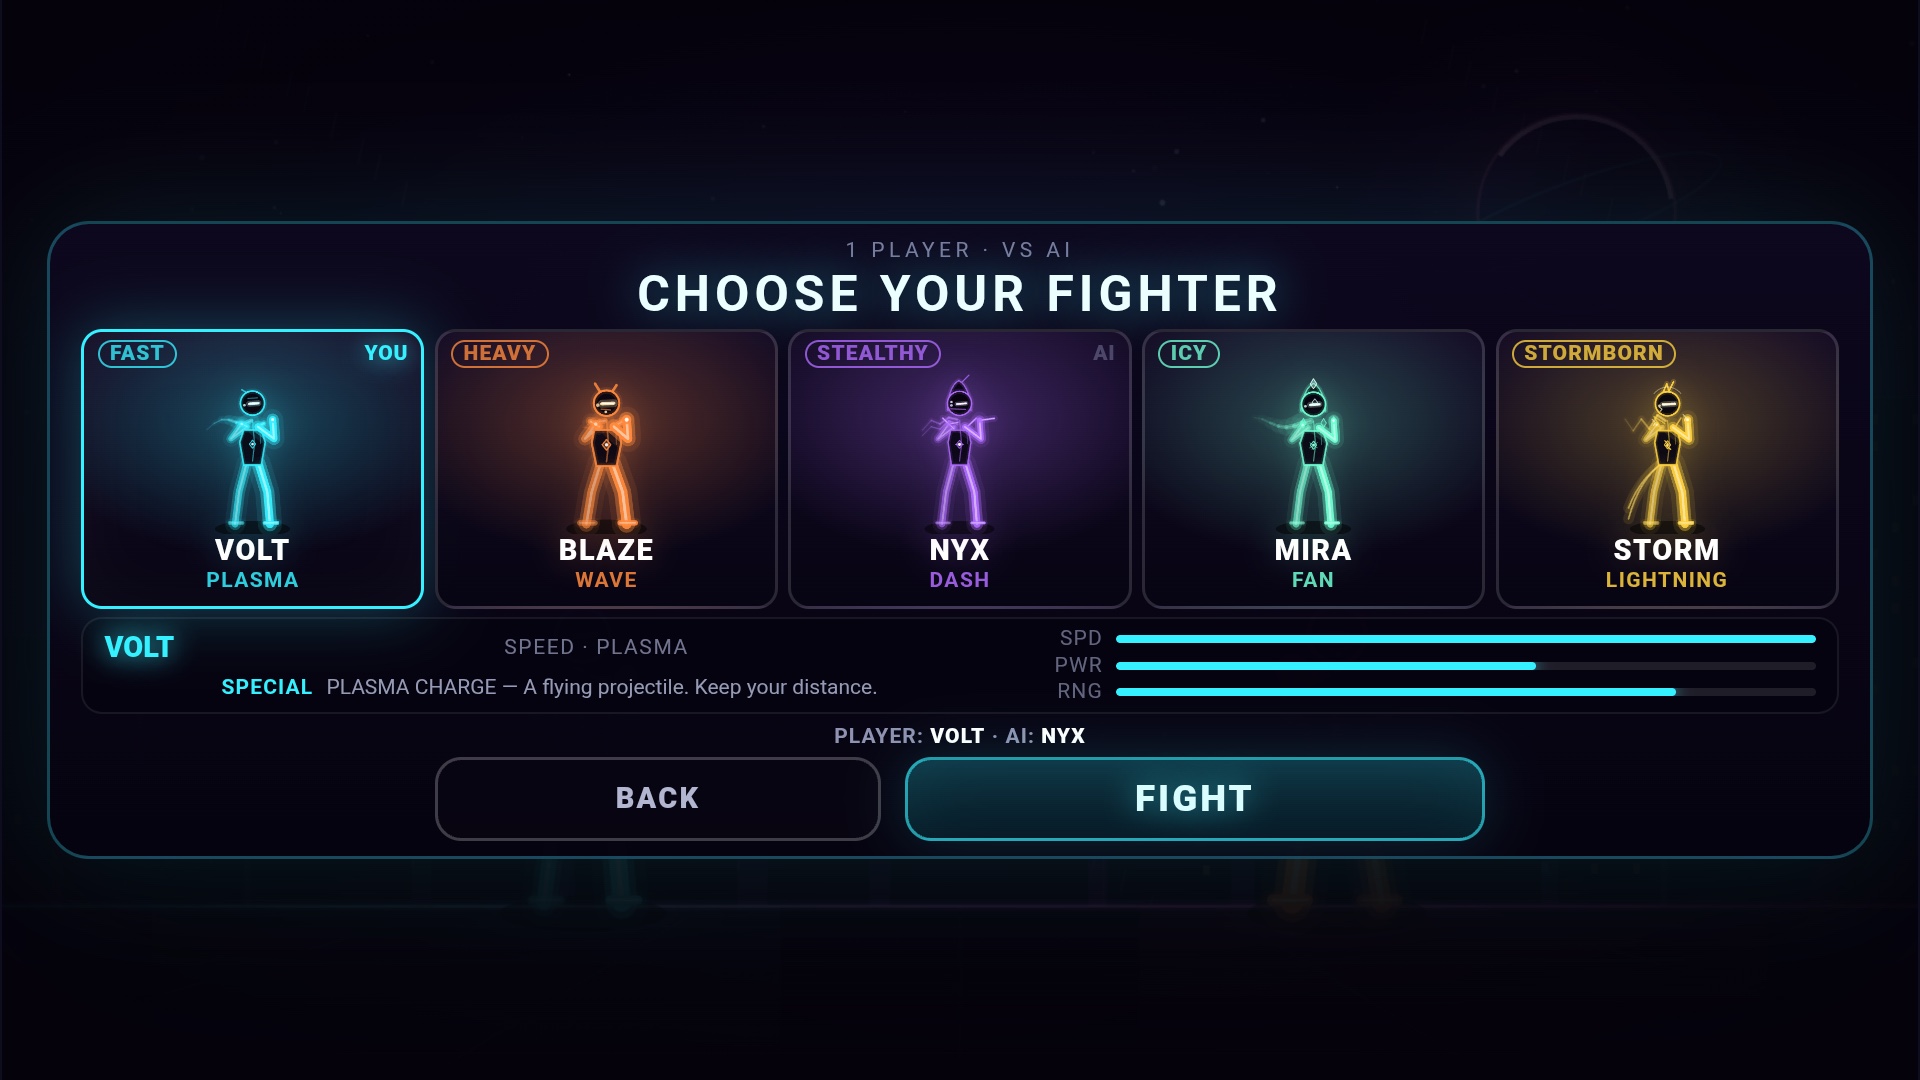 1 PLAYER · VS AI
CHOOSE YOUR FIGHTER
FAST YOU
VOLT
PLASMA
HEAVY
BLAZE
WAVE
STEALTHY AI
NYX
DASH
ICY
MIRA
FAN
STORMBORN
STORM
LIGHTNING
VOLT SPEED · PLASMA
SPECIAL PLASMA CHARGE — A flying projectile. Keep your distance.
SPD
PWR
RNG
PLAYER: VOLT · AI: NYX
BACK
FIGHT